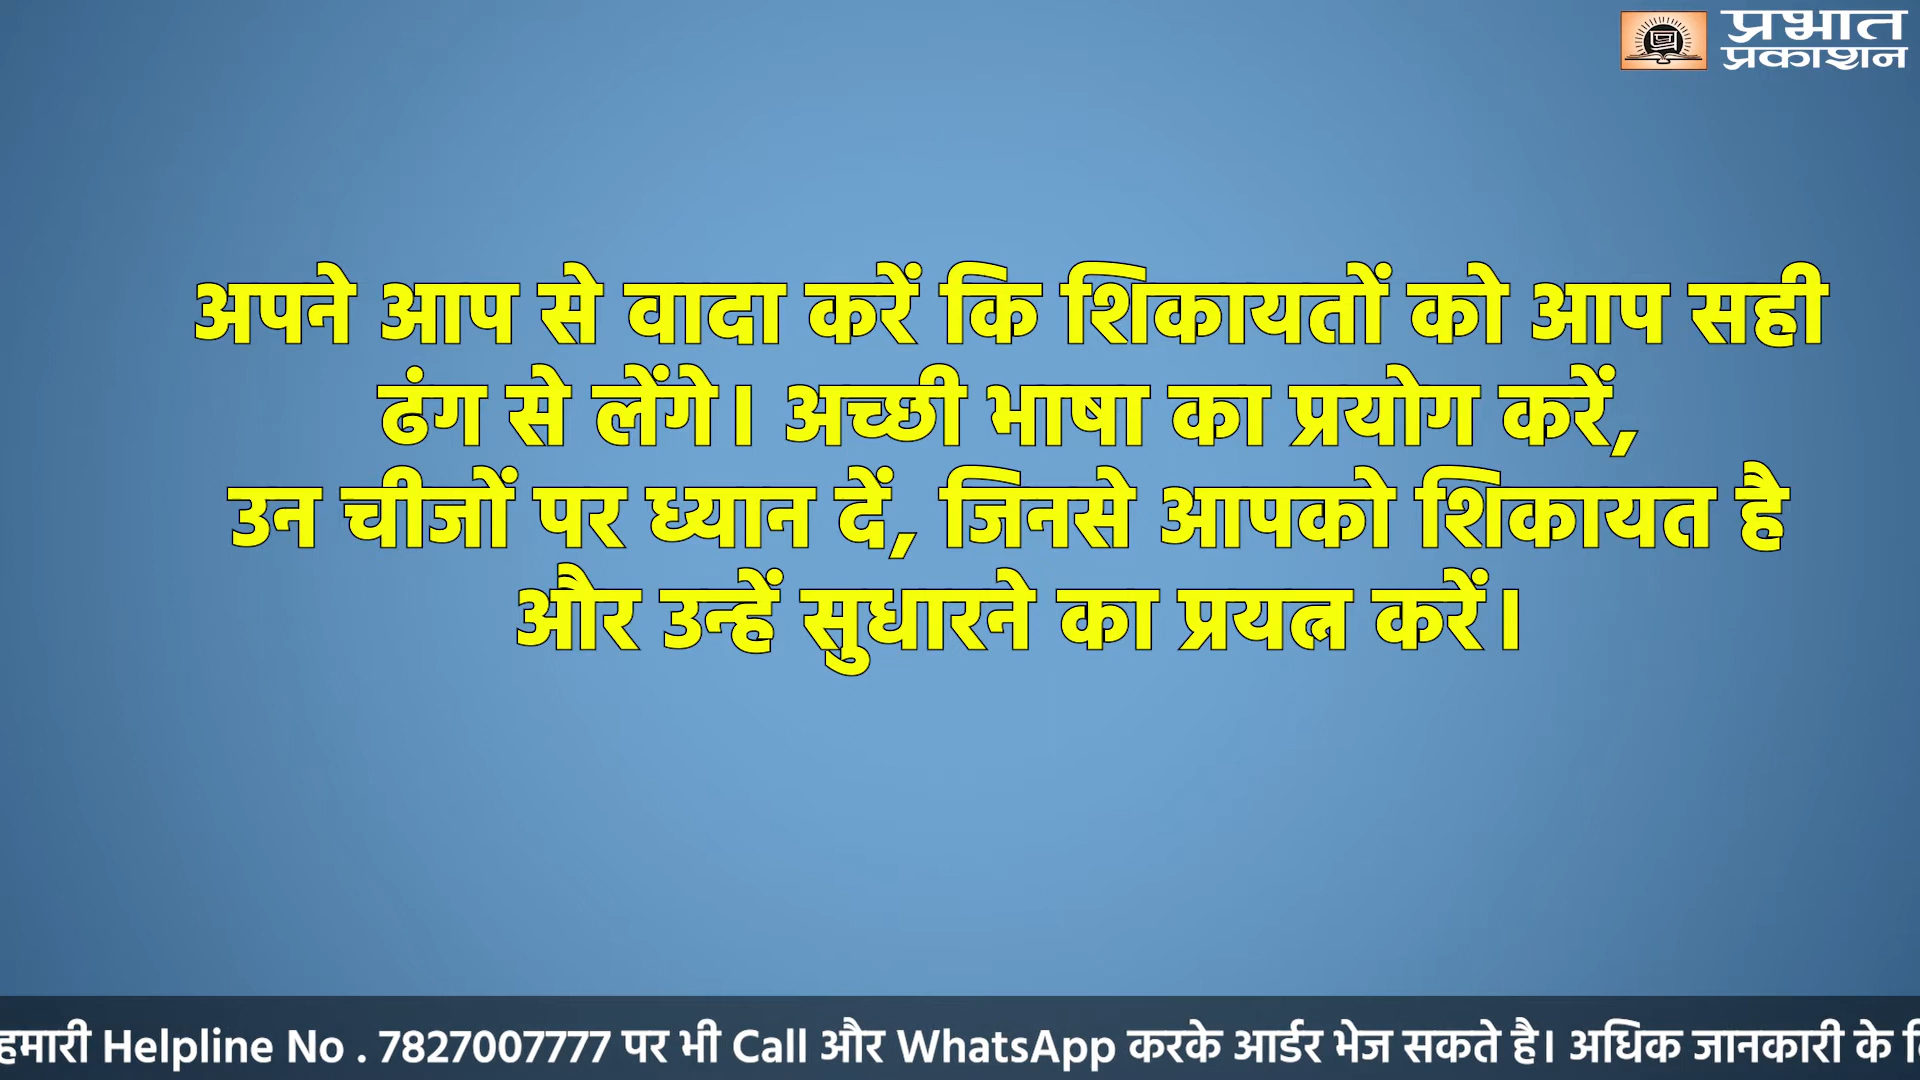 प्रभात
प्रकाशन
अपने आप से वादा करें कि शिकायतों को आप सही
ढंग से लेंगे। अच्छी भाषा का प्रयोग करें,
उन चीजों पर ध्यान दें, जिनसे आपको शिकायत है
और उन्हें सुधारने का प्रयत्न करें।
हमारी Helpline No . 7827007777 पर भी Call और WhatsApp करके आर्डर भेज सकते है। अधिक जानकारी के